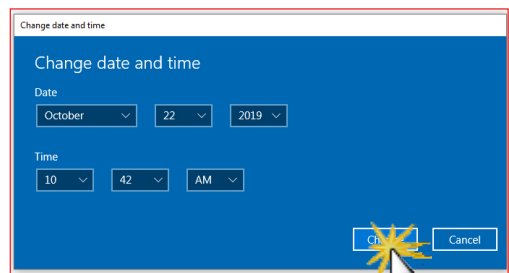 Change date and time
Change date and time
Date
October 22 2019
Time
10 42 AM
Cancel